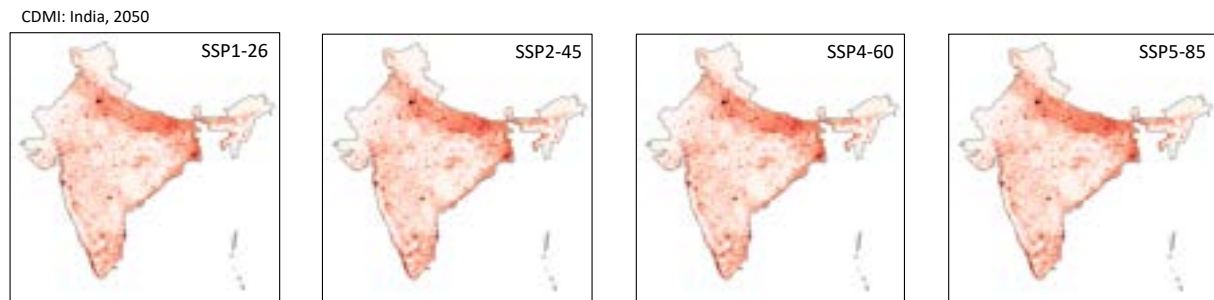 CDMI: India, 2050
SSP1-26
SSP2-45
SSP4-60
SSP5-85